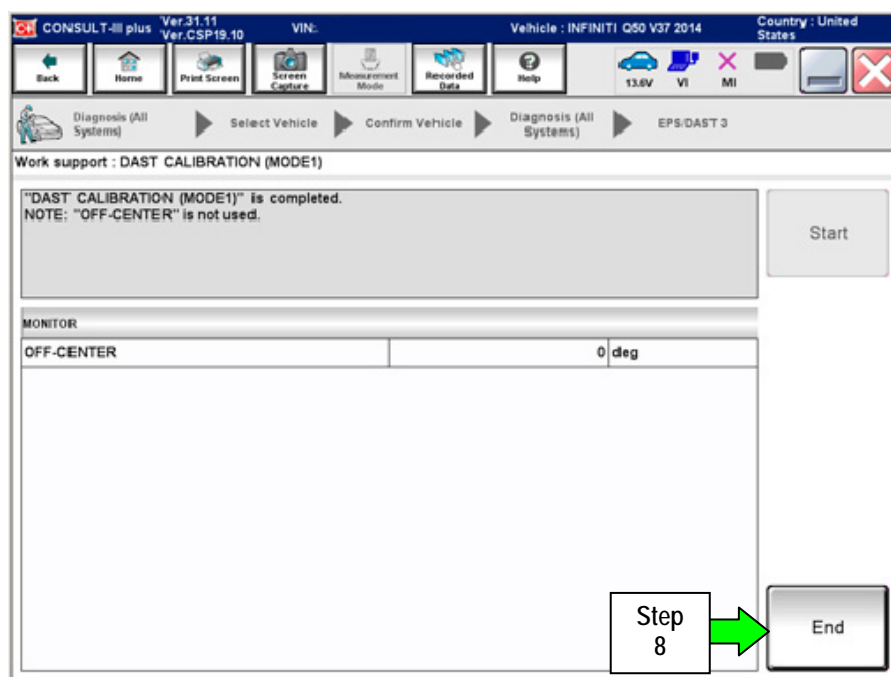 CONSULT-III plus Ver.31.11 VIN: Vehicle : INFINITI Q50 V37 2014 Country : United
Ver.CSP19.10 States
Back Home Print Screen Screen Capture Measurement Mode Recorded Data Help 13.6V VI MI
Diagnosis (All Systems) Select Vehicle Confirm Vehicle Diagnosis (All Systems) EPS/DAST 3
Work support : DAST CALIBRATION (MODE1)
"DAST CALIBRATION (MODE1)" is completed.
NOTE: "OFF-CENTER" is not used.
Start
MONITOR
OFF-CENTER 0 deg
Step
8
End